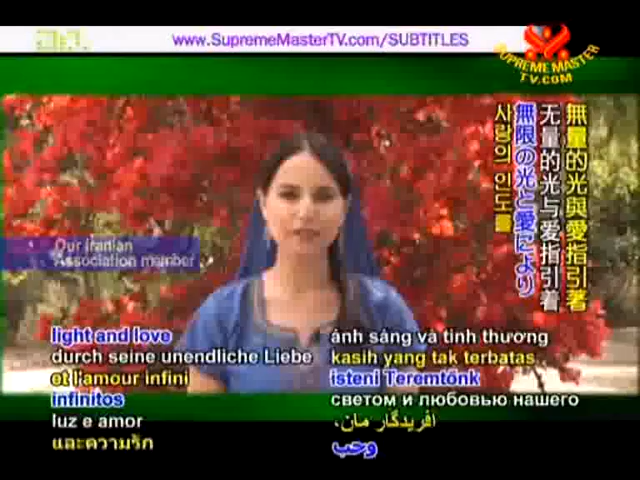 www.SupremeMasterTV.com/SUBTITLES
SUPREME MASTER
TV.COM
無量的光與愛指引著
无量的光与爱指引着
無限の光と愛により
사랑의 인도를
Our Iranian
Association member
light and love
durch seine unendliche Liebe
et l'amour infini
infinitos
luz e amor
และความรัก
ánh sáng và tình thương
kasih yang tak terbatas..
isteni Teremtőnk
светом и любовью нашего
افریدگار مان،
وحب